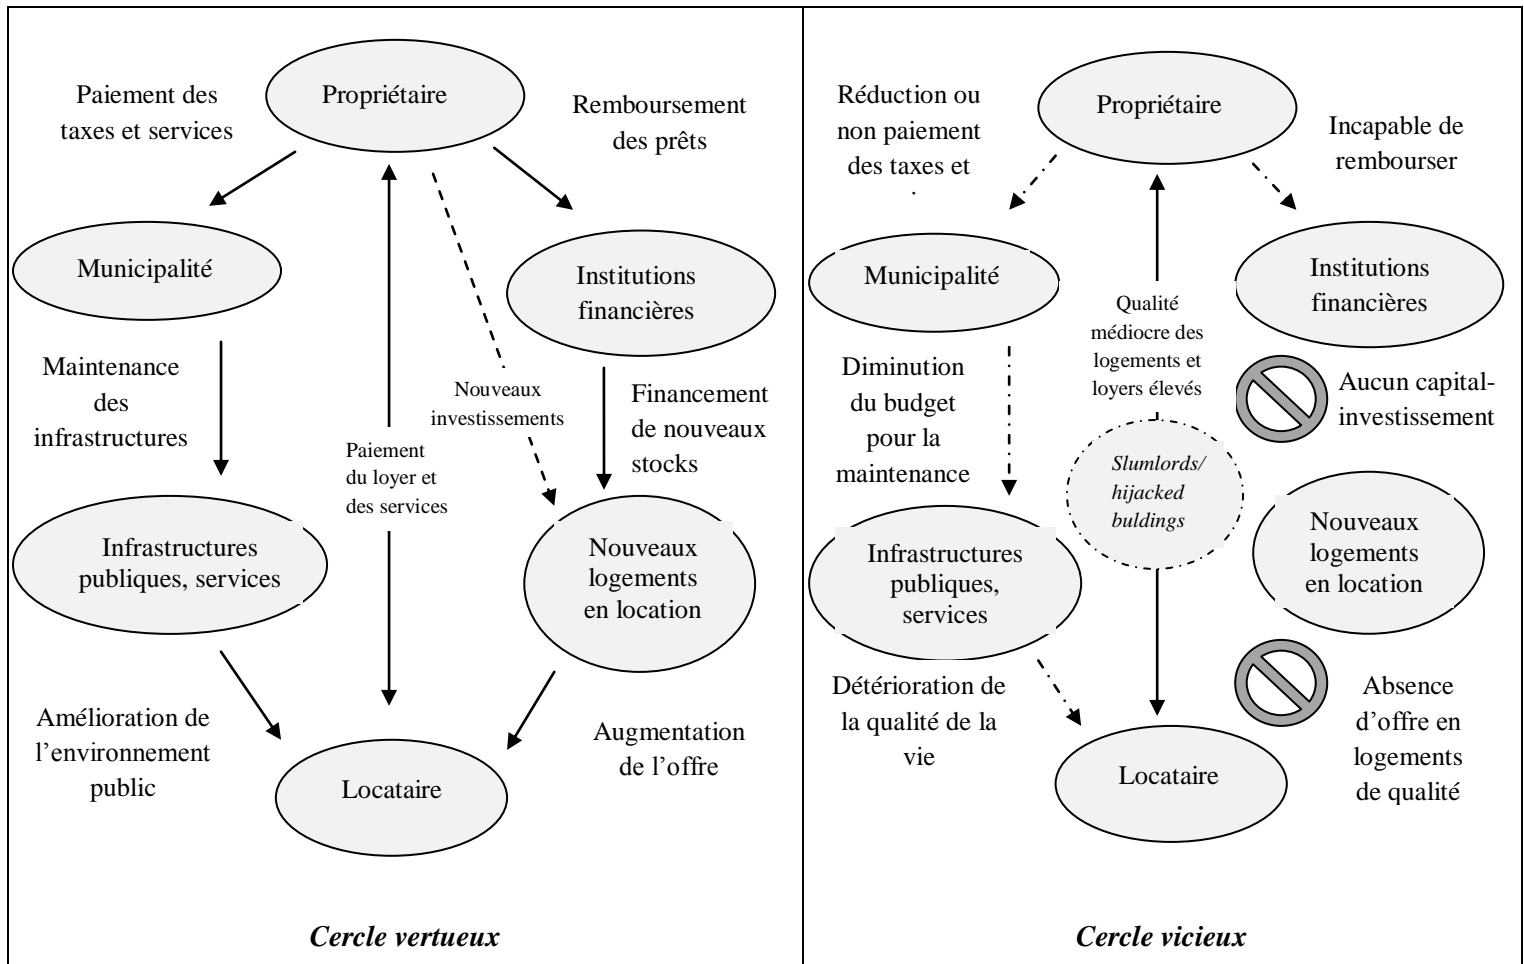 Paiement des
taxes et services
Propriétaire
Remboursement
des prêts
Municipalité
Institutions
financières
Maintenance
des
infrastructures
Nouveaux
investissements
Financement
de nouveaux
stocks
Paiement
du loyer et
des services
Infrastructures
publiques, services
Nouveaux
logements
en location
Amélioration de
l’environnement
public
Augmentation
de l’offre
Locataire
Cercle vertueux
Réduction ou
non paiement
des taxes et
Propriétaire
Incapable de
rembourser
Municipalité
Institutions
financières
Qualité
médiocre des
logements et
loyers élevés
Diminution
du budget
pour la
maintenance
Aucun capital-
investissement
Slumlords/
hijacked
buldings
Infrastructures
publiques,
services
Nouveaux
logements
en location
Détérioration de
la qualité de la
vie
Absence
d’offre en
logements
de qualité
Locataire
Cercle vicieux